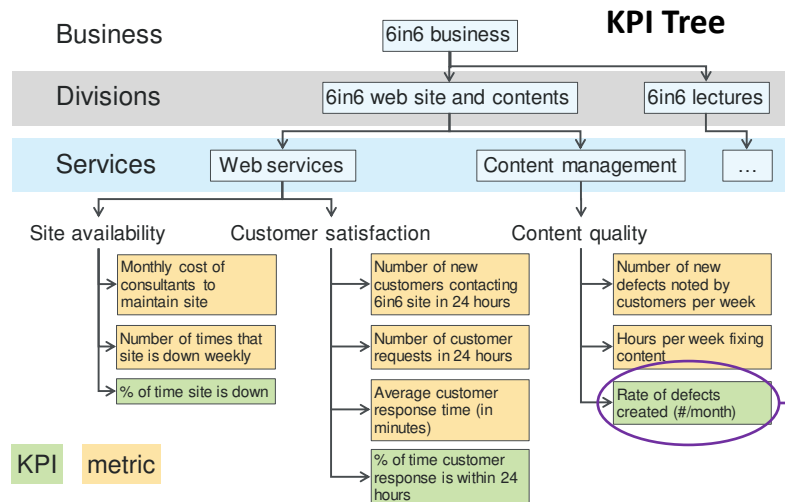 KPI Tree
Business
6in6 business
Divisions
6in6 web site and contents
6in6 lectures
Services
Web services
Content management
...
Site availability
Customer satisfaction
Content quality
Monthly cost of
consultants to
maintain site
Number of times that
site is down weekly
% of time site is down
Number of new
customers contacting
6in6 site in 24 hours
Number of customer
requests in 24 hours
Average customer
response time (in
minutes)
% of time customer
response is within 24
hours
Number of new
defects noted by
customers per week
Hours per week fixing
content
Rate of defects
created (#/month)
KPI
metric